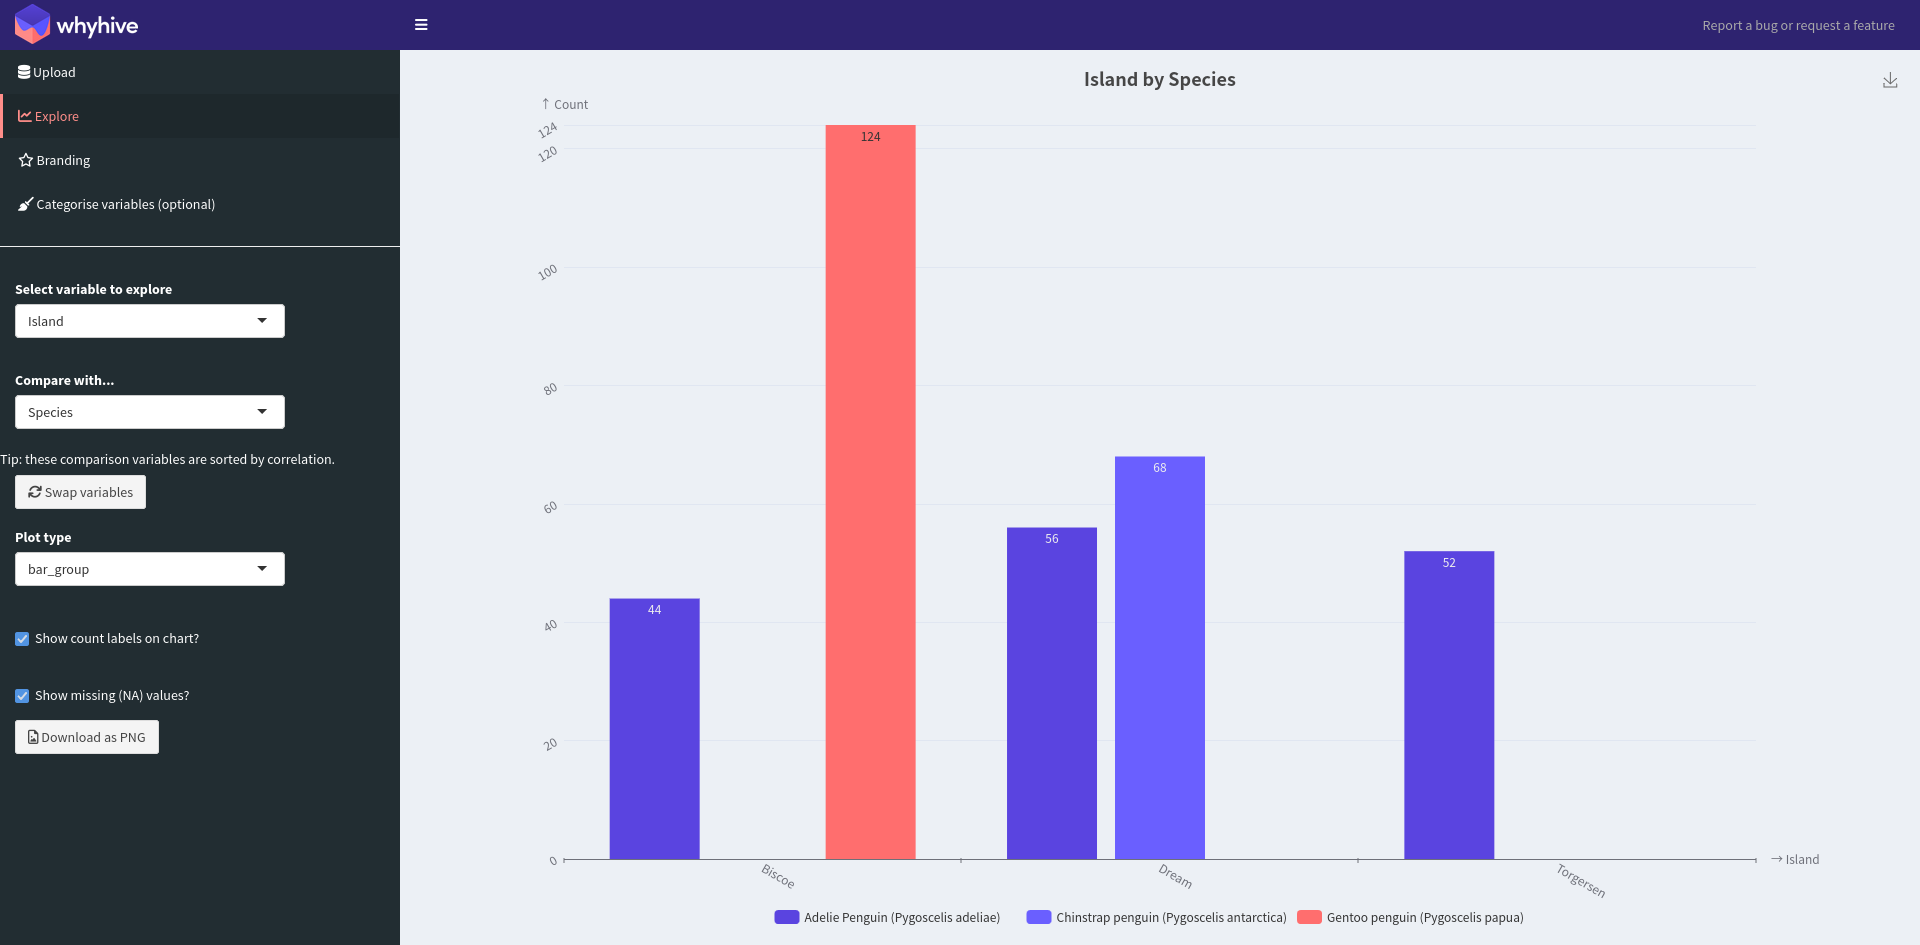 whyhive
Report a bug or request a feature
Upload
Explore
Branding
Categorise variables (optional)
Select variable to explore
Island
Compare with...
Species
Tip: these comparison variables are sorted by correlation.
Swap variables
Plot type
bar_group
Show count labels on chart?
Show missing (NA) values?
Download as PNG
Island by Species
↑ Count
124
120
100
80
60
40
20
0
44
124
56
68
52
Biscoe
Dream
Torgersen
→ Island
Adelie Penguin (Pygoscelis adeliae)
Chinstrap penguin (Pygoscelis antarctica)
Gentoo penguin (Pygoscelis papua)